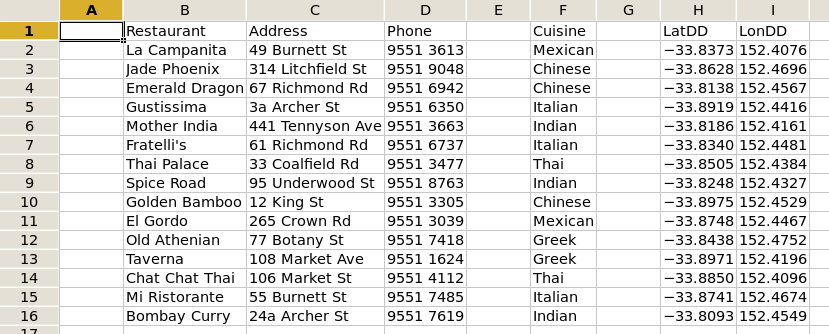 A B C D E F G H I
1 Restaurant Address Phone Cuisine LatDD LonDD
2 La Campanita 49 Burnett St 9551 3613 Mexican −33.8373 152.4076
3 Jade Phoenix 314 Litchfield St 9551 9048 Chinese −33.8628 152.4696
4 Emerald Dragon 67 Richmond Rd 9551 6942 Chinese −33.8138 152.4567
5 Gustissima 3a Archer St 9551 6350 Italian −33.8919 152.4416
6 Mother India 441 Tennyson Ave 9551 3663 Indian −33.8186 152.4161
7 Fratelli's 61 Richmond Rd 9551 6737 Italian −33.8340 152.4481
8 Thai Palace 33 Coalfield Rd 9551 3477 Thai −33.8505 152.4384
9 Spice Road 95 Underwood St 9551 8763 Indian −33.8248 152.4327
10 Golden Bamboo 12 King St 9551 3305 Chinese −33.8975 152.4529
11 El Gordo 265 Crown Rd 9551 3039 Mexican −33.8748 152.4467
12 Old Athenian 77 Botany St 9551 7418 Greek −33.8438 152.4752
13 Taverna 108 Market Ave 9551 1624 Greek −33.8971 152.4196
14 Chat Chat Thai 106 Market St 9551 4112 Thai −33.8850 152.4096
15 Mi Ristorante 55 Burnett St 9551 7485 Italian −33.8741 152.4674
16 Bombay Curry 24a Archer St 9551 7619 Indian −33.8093 152.4549
17